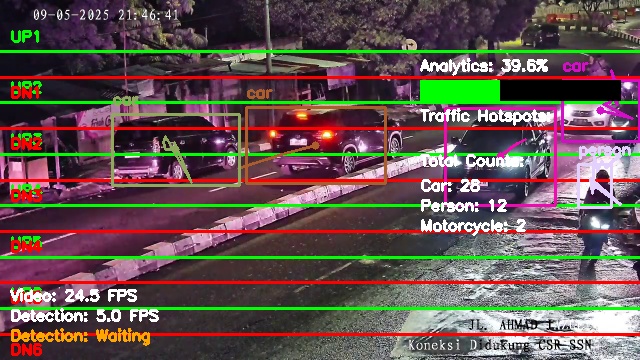 09-05-2025 21:46:41
UP1
Analytics: 39.6%
car
DN1
car
car
Traffic Hotspots:
DN2
person
Total Counts:
Car: 28
DN3
Person: 12
Motorcycle: 2
DN4
Video: 24.5 FPS
Detection: 5.0 FPS
Detection: Waiting
JL. AHMAD
Koneksi Didukung CSR SSN
DN6